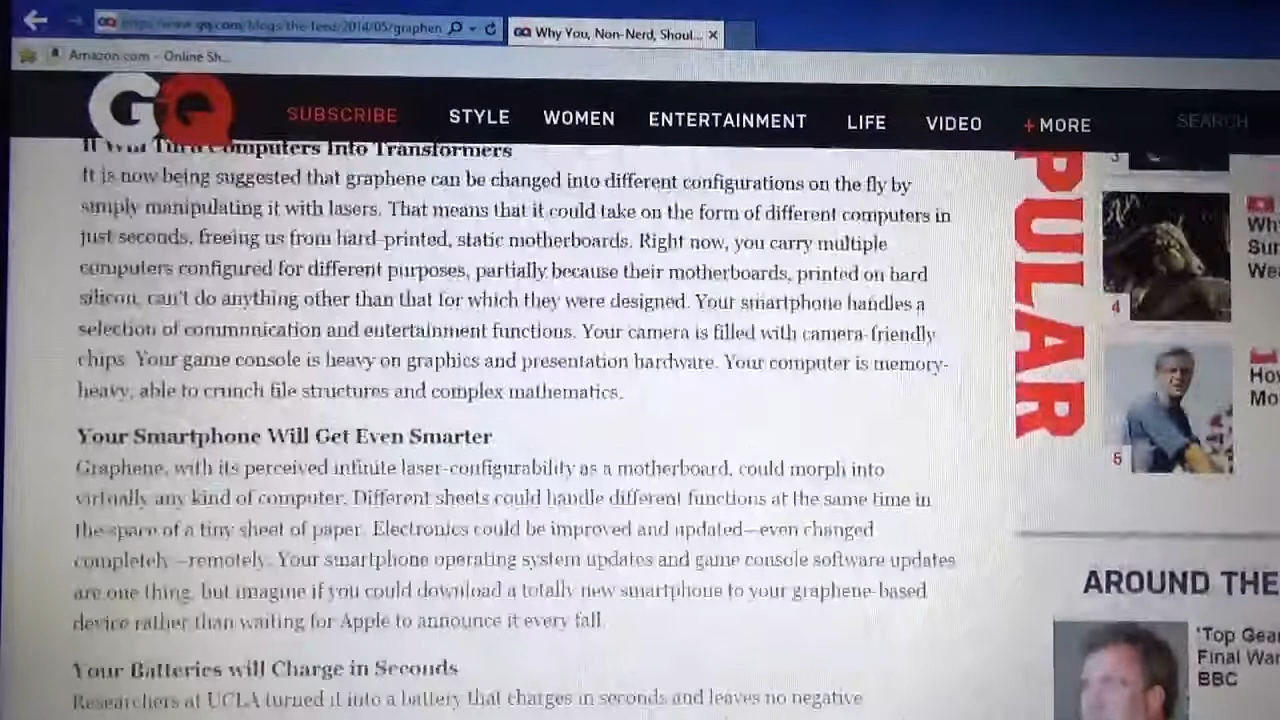 https://www.gq.com/blogs/the-feed/2014/05/graphen
Why You, Non-Nerd, Shoul...
Amazon.com - Online Sh...
GQ
SUBSCRIBE
STYLE
WOMEN
ENTERTAINMENT
LIFE
VIDEO
+ MORE
SEARCH
It Will Turn Computers Into Transformers
It is now being suggested that graphene can be changed into different configurations on the fly by
simply manipulating it with lasers. That means that it could take on the form of different computers in
just seconds, freeing us from hard-printed, static motherboards. Right now, you carry multiple
computers configured for different purposes, partially because their motherboards, printed on hard
silicon, can't do anything other than that for which they were designed. Your smartphone handles a
selection of communication and entertainment functions. Your camera is filled with camera-friendly
chips. Your game console is heavy on graphics and presentation hardware. Your computer is memory-
heavy, able to crunch file structures and complex mathematics.
Your Smartphone Will Get Even Smarter
Graphene, with its perceived infinite laser-configurability as a motherboard, could morph into
virtually any kind of computer. Different sheets could handle different functions at the same time in
the space of a tiny sheet of paper. Electronics could be improved and updated—even changed
completely—remotely. Your smartphone operating system updates and game console software updates
are one thing, but imagine if you could download a totally new smartphone to your graphene-based
device rather than waiting for Apple to announce it every fall.
Your Batteries will Charge in Seconds
Researchers at UCLA turned it into a battery that charges in seconds and leaves no negative
PULAR
3
4
Why
Sur
Wea
5
How
Mo
AROUND THE
'Top Gear
Final War
BBC